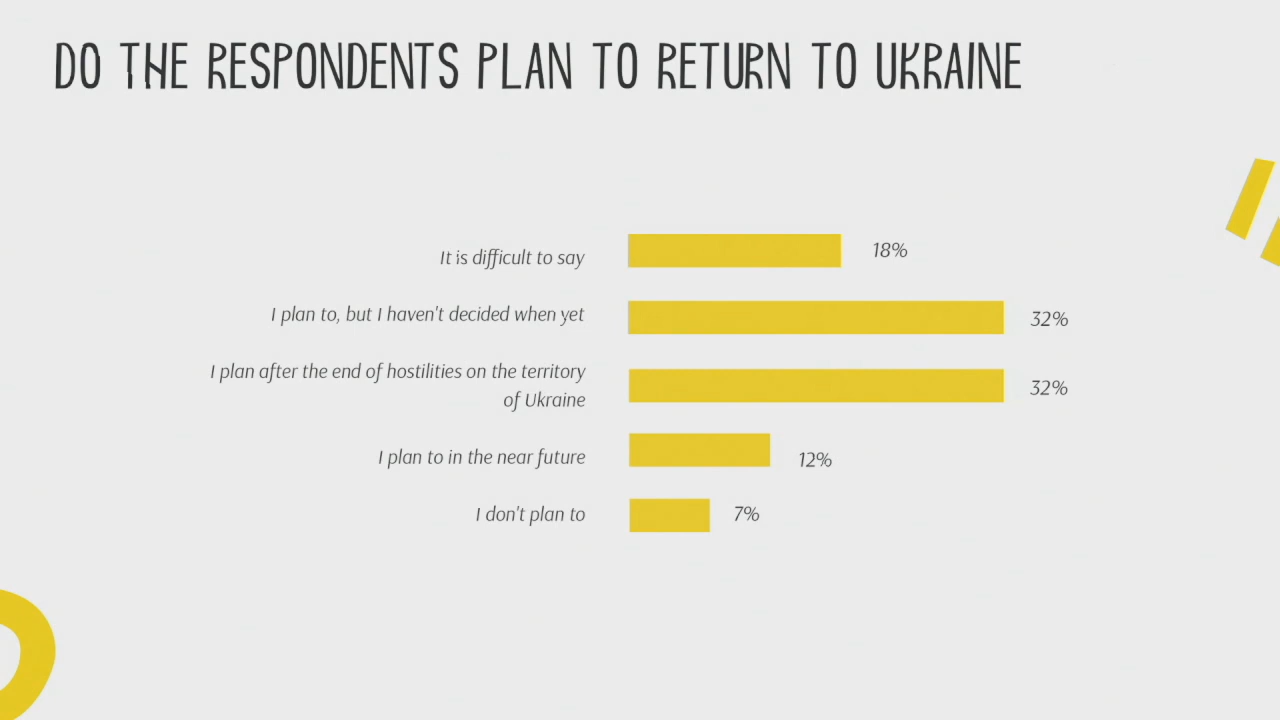 DO THE RESPONDENTS PLAN TO RETURN TO UKRAINE
It is difficult to say
18%
I plan to, but I haven't decided when yet
32%
I plan after the end of hostilities on the territory
of Ukraine
32%
I plan to in the near future
12%
I don't plan to
7%